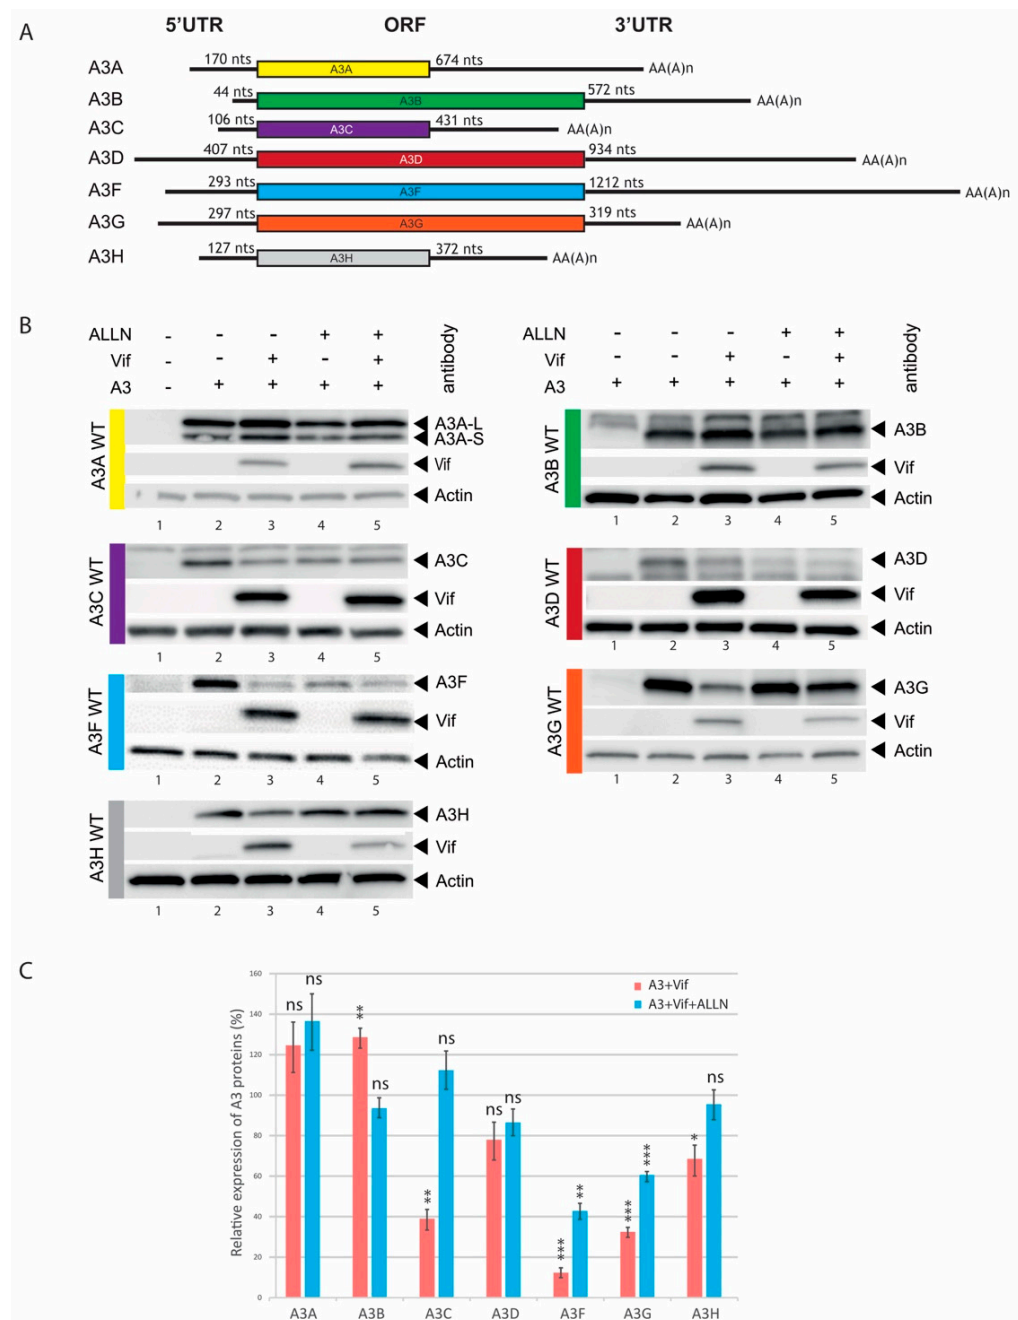 A
5’UTR ORF 3’UTR
A3A 170 nts A3A 674 nts AA(A)n
A3B 44 nts A3B 572 nts AA(A)n
A3C 106 nts A3C 431 nts AA(A)n
A3D 407 nts A3D 934 nts AA(A)n
A3F 293 nts A3F 1212 nts AA(A)n
A3G 297 nts A3G 319 nts AA(A)n
A3H 127 nts A3H 372 nts AA(A)n
B
ALLN - - - + +
Vif - - + - +
A3 - + + + +
antibody
A3A WT
A3A-L
A3A-S
Vif
Actin
1 2 3 4 5
A3C WT
A3C
Vif
Actin
1 2 3 4 5
A3F WT
A3F
Vif
Actin
1 2 3 4 5
A3H WT
A3H
Vif
Actin
1 2 3 4 5
ALLN - - - + +
Vif - - + - +
A3 + + + + +
antibody
A3B WT
A3B
Vif
Actin
1 2 3 4 5
A3D WT
A3D
Vif
Actin
1 2 3 4 5
A3G WT
A3G
Vif
Actin
1 2 3 4 5
C
Relative expression of A3 proteins (%)
160
140
120
100
80
60
40
20
0
A3+Vif
A3+Vif+ALLN
ns ns
** ns
** ns
ns ns
*** **
*** ***
* ns
A3A A3B A3C A3D A3F A3G A3H